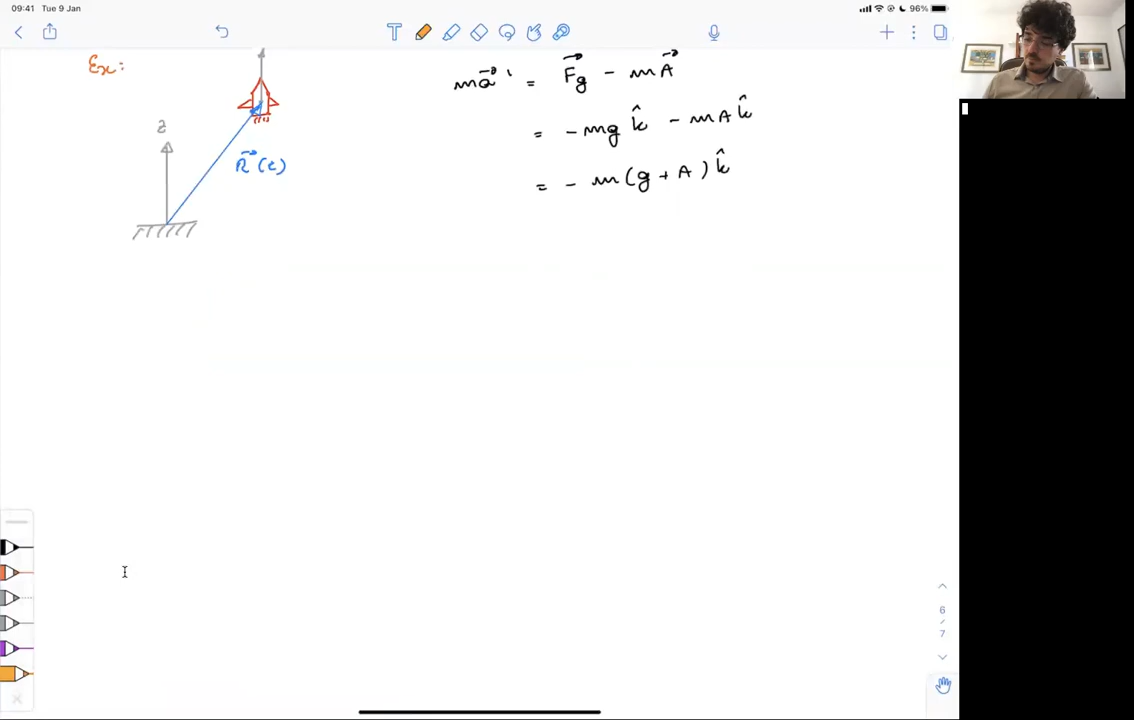 09:41 Tue 9 Jan
96%
Ex:
z
R⃗(t)
ma⃗' = F⃗g - mA⃗
= -mg k̂ - mA k̂
= - m(g + A) k̂
6
/
7